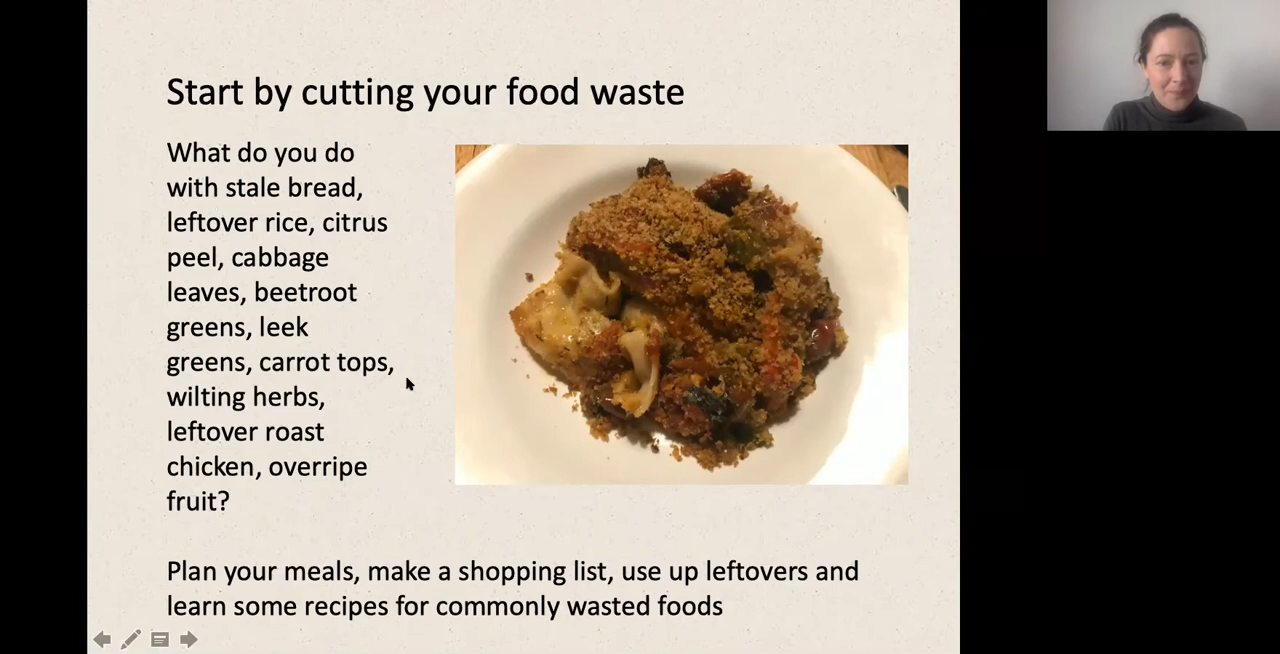 Start by cutting your food waste
What do you do
with stale bread,
leftover rice, citrus
peel, cabbage
leaves, beetroot
greens, leek
greens, carrot tops,
wilting herbs,
leftover roast
chicken, overripe
fruit?
Plan your meals, make a shopping list, use up leftovers and
learn some recipes for commonly wasted foods